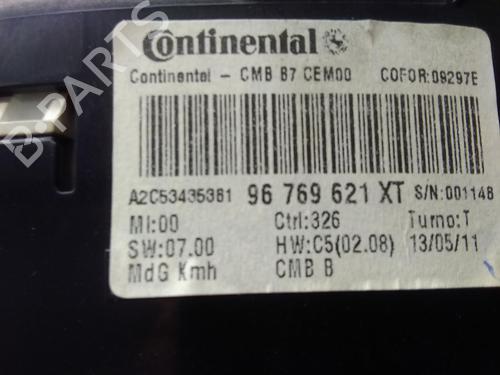 Continental
Continental - CMB B7 CEM00 COFOR:09297E
A2C53435381 96 769 621 XT S/N:001148
MI:00 Ctrl:326 Turno:T
SW:07.00 HW:C5(02.08) 13/05/11
MdG Kmh CMB B
B-PARTS